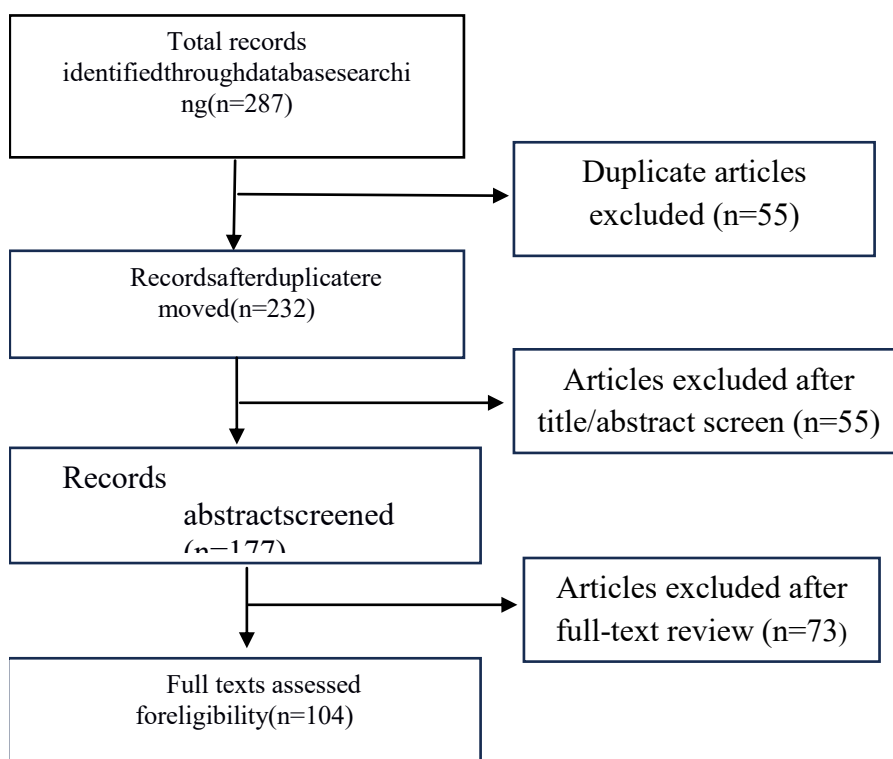 Total records
identifiedthroughdatabasesearchi
ng(n=287)
Duplicate articles
excluded (n=55)
Recordsafterduplicatere
moved(n=232)
Articles excluded after
title/abstract screen (n=55)
Records
abstractscreened
(n=177)
Articles excluded after
full-text review (n=73)
Full texts assessed
foreligibility(n=104)